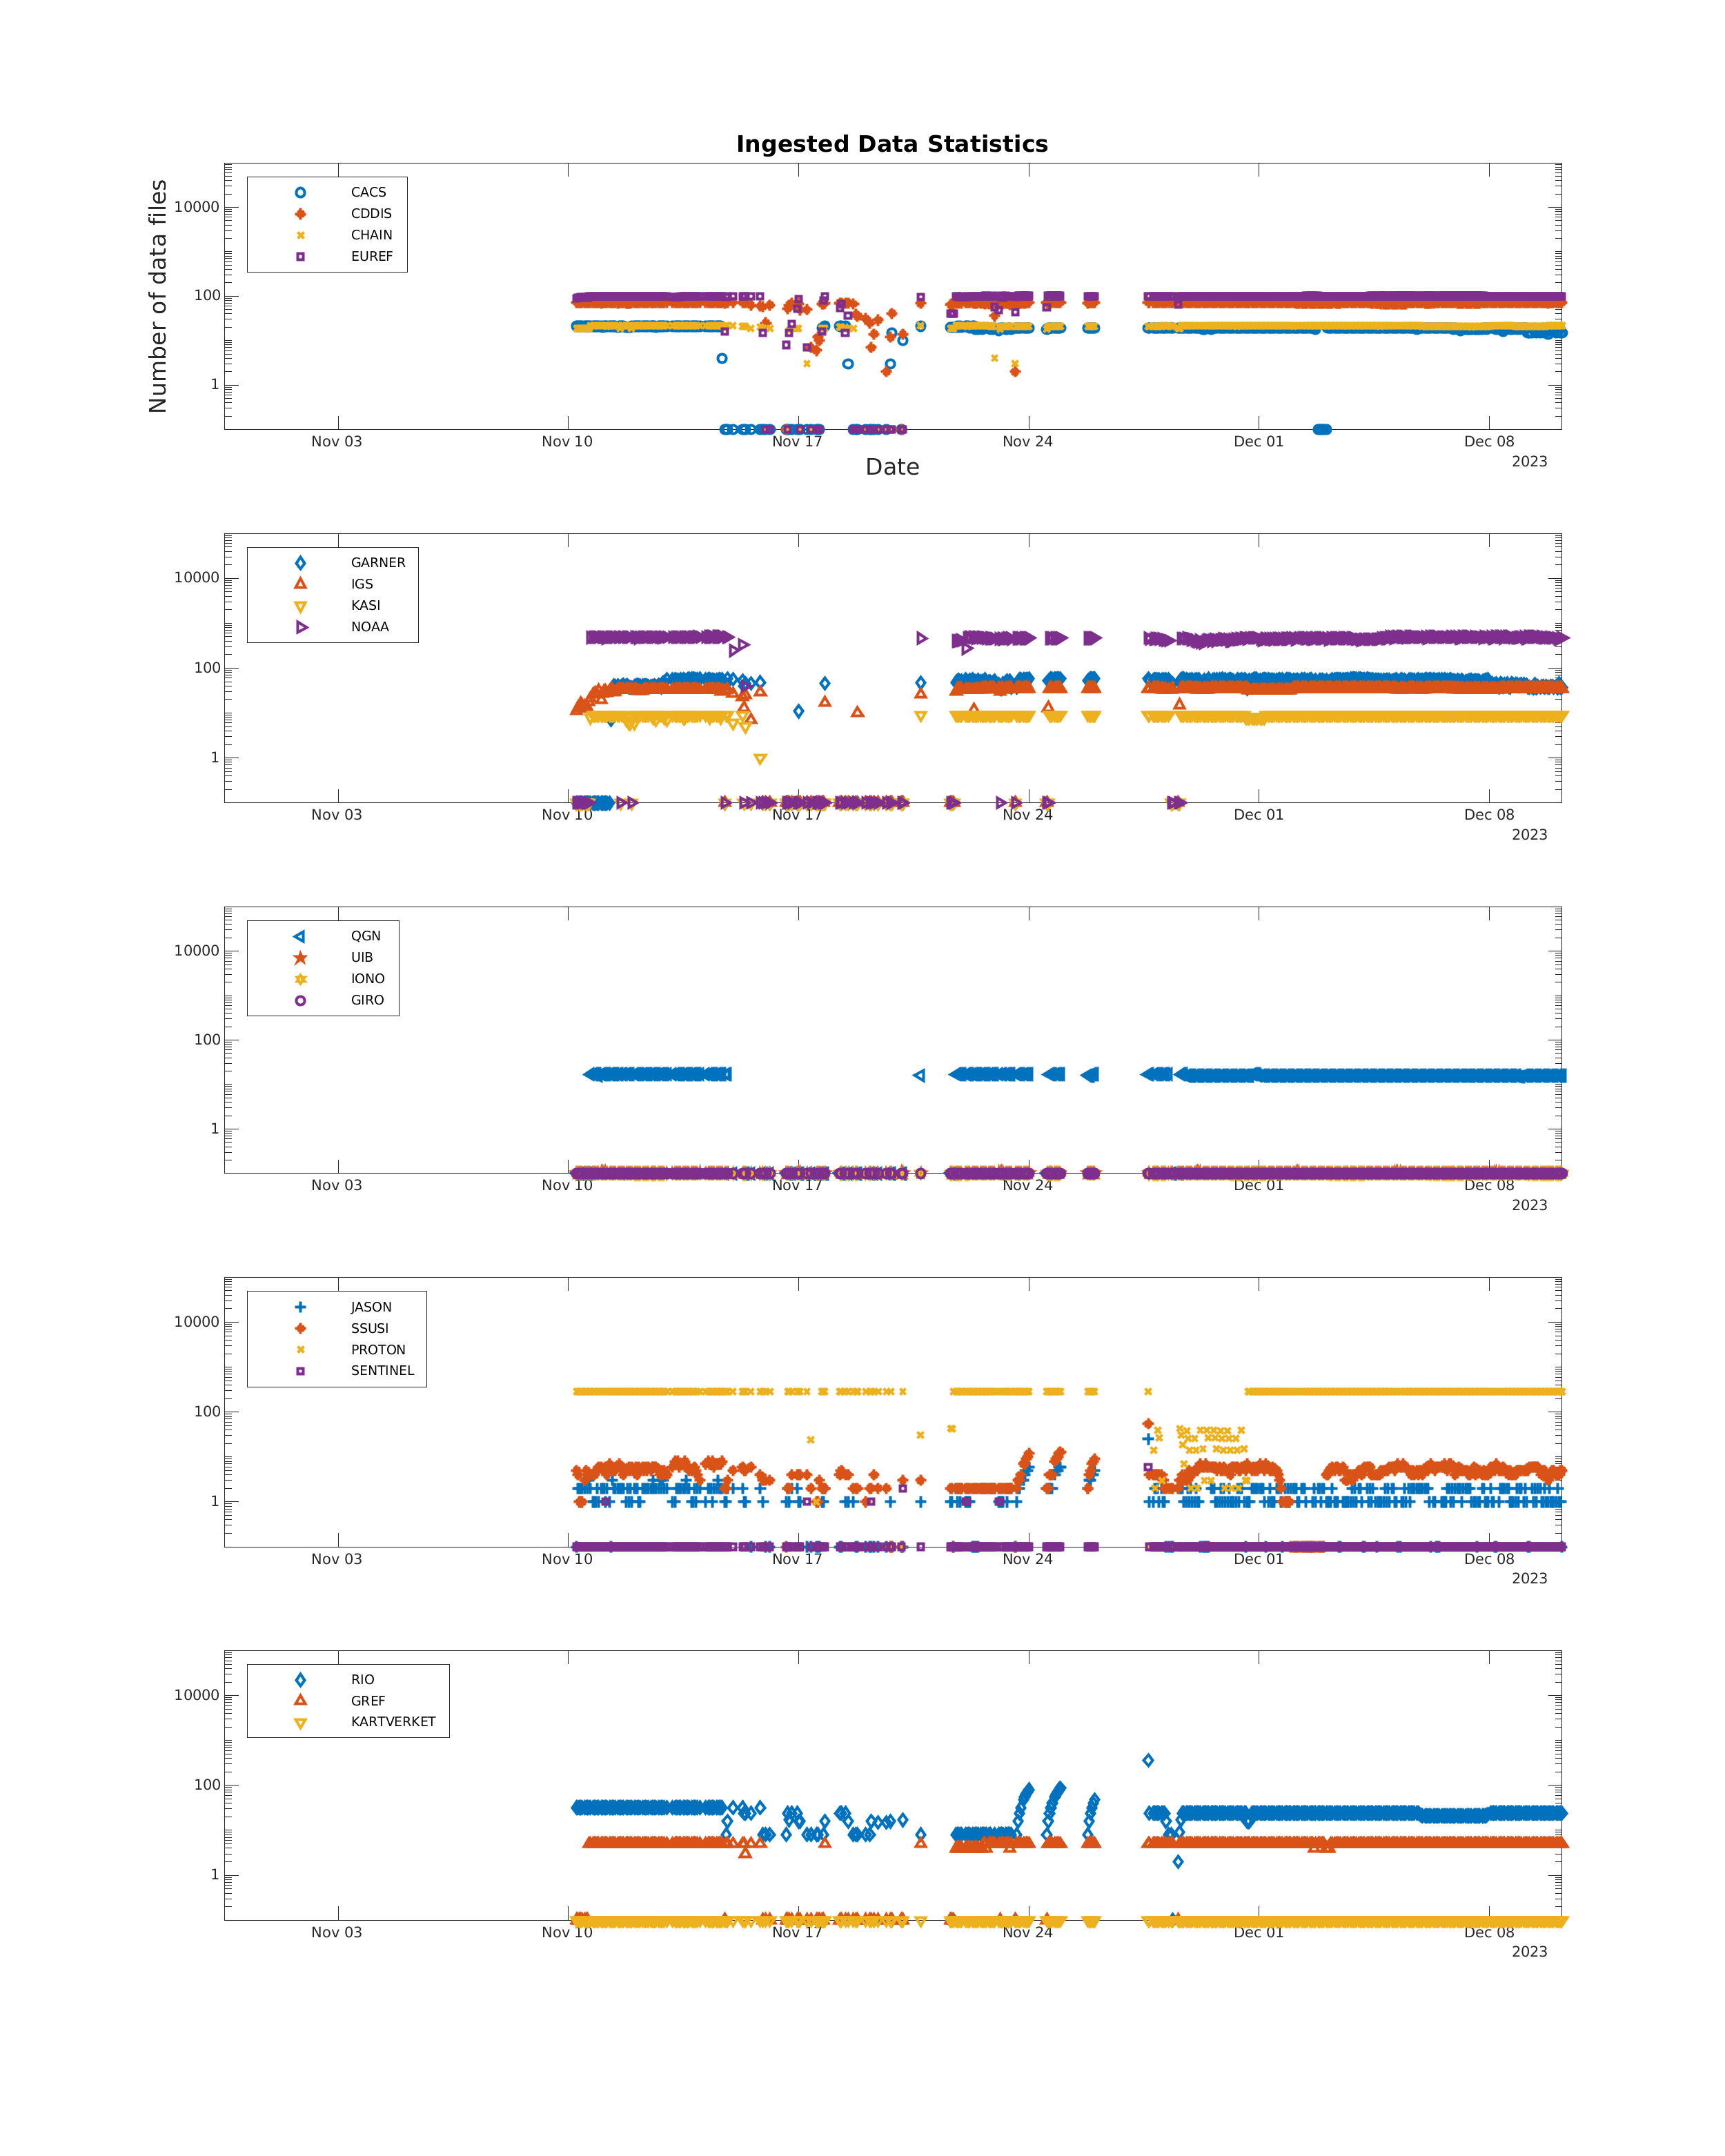 Ingested Data Statistics
Number of data files
10000
100
1
CACS
CDDIS
CHAIN
EUREF
Nov 03
Nov 10
Nov 17
Nov 24
Dec 01
Dec 08
2023
Date
10000
100
1
GARNER
IGS
KASI
NOAA
Nov 03
Nov 10
Nov 17
Nov 24
Dec 01
Dec 08
2023
10000
100
1
QGN
UIB
IONO
GIRO
Nov 03
Nov 10
Nov 17
Nov 24
Dec 01
Dec 08
2023
10000
100
1
JASON
SSUSI
PROTON
SENTINEL
Nov 03
Nov 10
Nov 17
Nov 24
Dec 01
Dec 08
2023
10000
100
1
RIO
GREF
KARTVERKET
Nov 03
Nov 10
Nov 17
Nov 24
Dec 01
Dec 08
2023